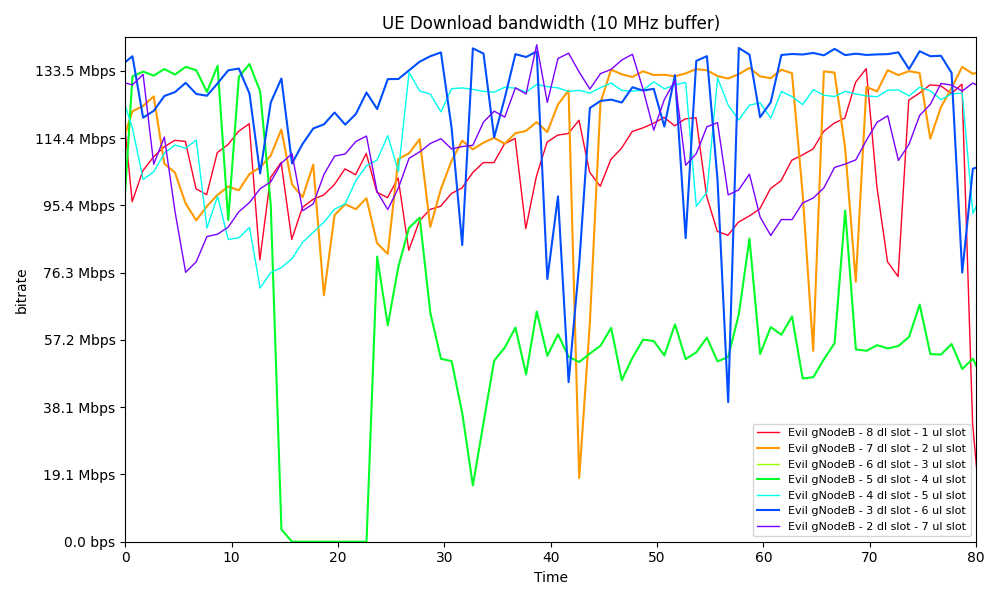 UE Download bandwidth (10 MHz buffer)
133.5 Mbps
114.4 Mbps
95.4 Mbps
76.3 Mbps
57.2 Mbps
38.1 Mbps
19.1 Mbps
0.0 bps
bitrate
Evil gNodeB - 8 dl slot - 1 ul slot
Evil gNodeB - 7 dl slot - 2 ul slot
Evil gNodeB - 6 dl slot - 3 ul slot
Evil gNodeB - 5 dl slot - 4 ul slot
Evil gNodeB - 4 dl slot - 5 ul slot
Evil gNodeB - 3 dl slot - 6 ul slot
Evil gNodeB - 2 dl slot - 7 ul slot
0 10 20 30 40 50 60 70 80
Time